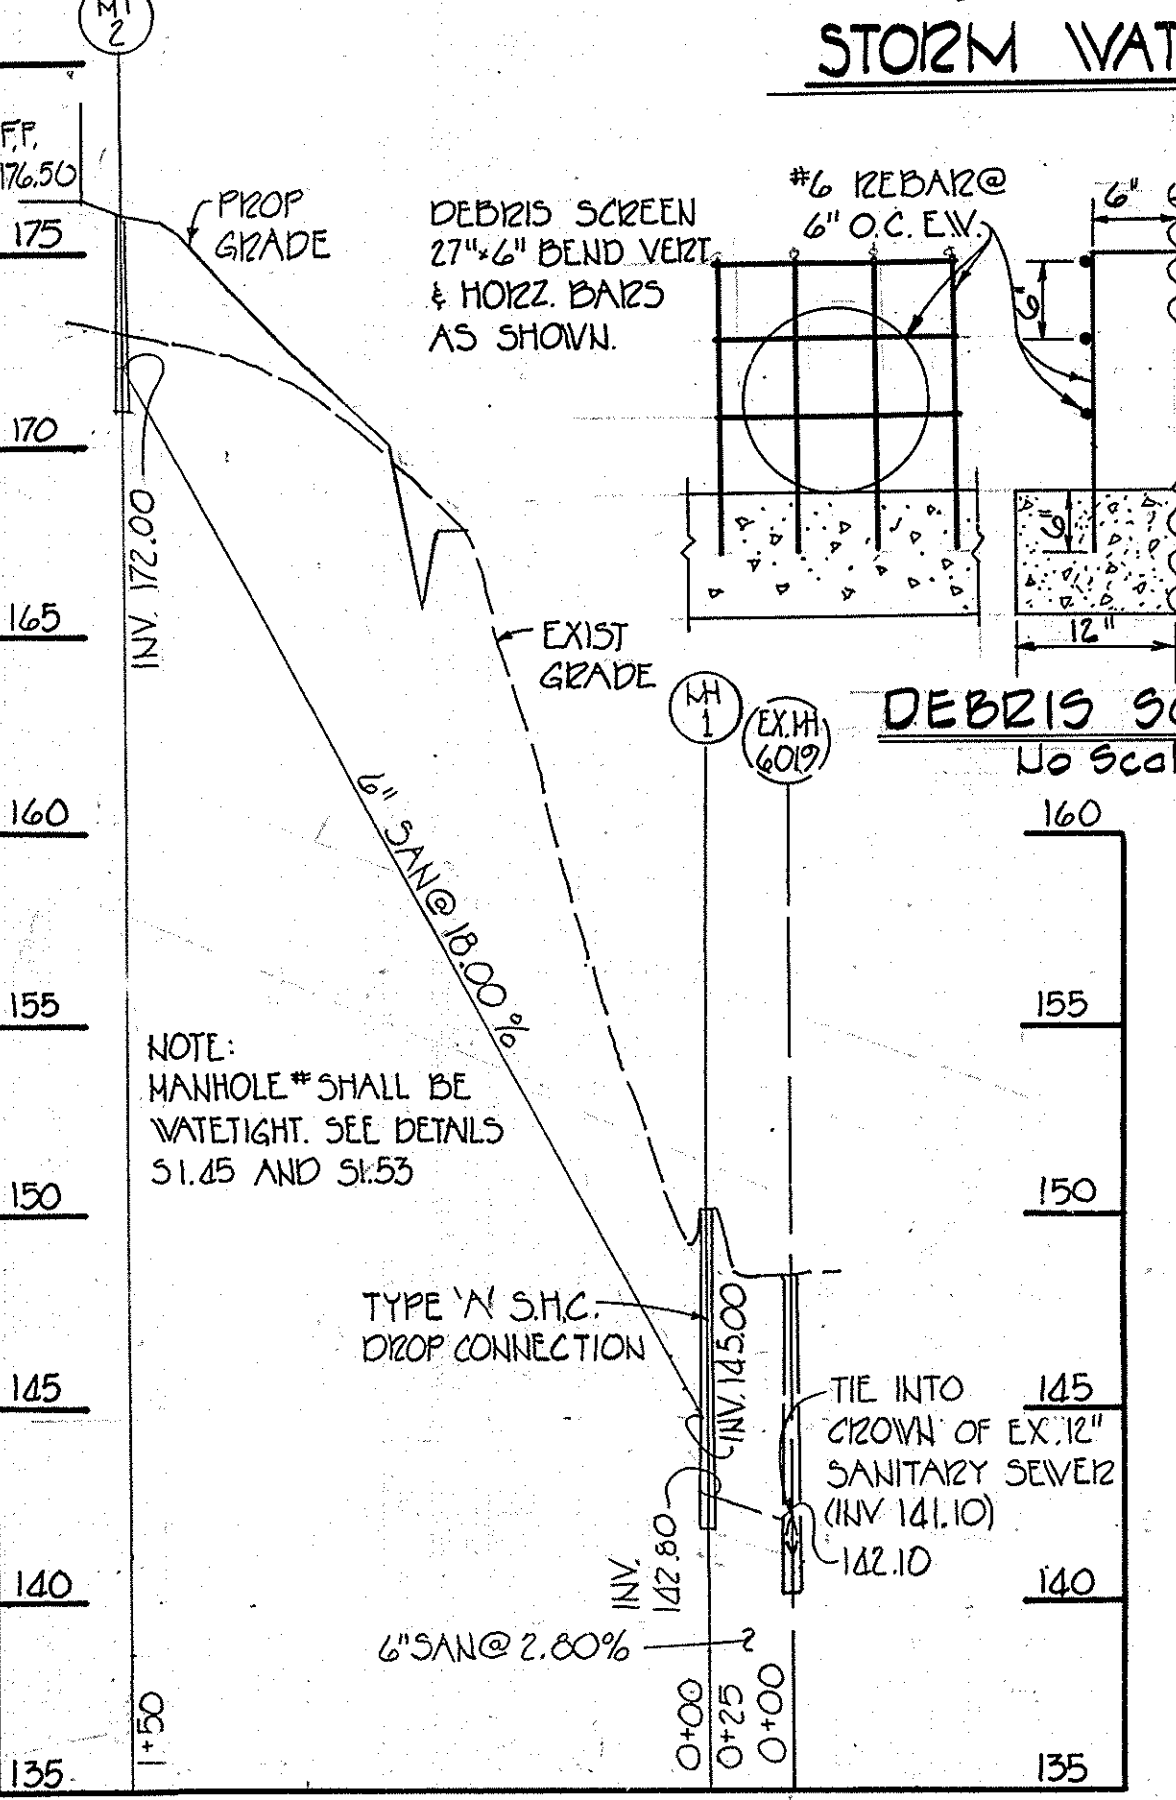 MH
2
STORM WAT
F.F.
176.50
175
170
165
160
155
150
145
140
135
PROP
GRADE
DEBRIS SCREEN
27"x6" BEND VERT.
& HORZ. BARS
AS SHOWN.
#6 REBAR @
6" O.C. E.W.
6"
6"
6"
12"
INV. 172.00
EXIST
GRADE
MH
1
EX.MH
6019
DEBRIS SC
No Scal
6" SAN @ 18.00 %
NOTE:
MANHOLE # SHALL BE
WATETIGHT. SEE DETAILS
S1.45 AND S1.53
TYPE 'A' S.H.C.
DROP CONNECTION
INV. 145.00
INV.
142.80
TIE INTO
CROWN OF EX. 12"
SANITARY SEWER
(INV 141.10)
142.10
6" SAN @ 2.80%
1+50
0+00
0+25
0+00
160
155
150
145
140
135